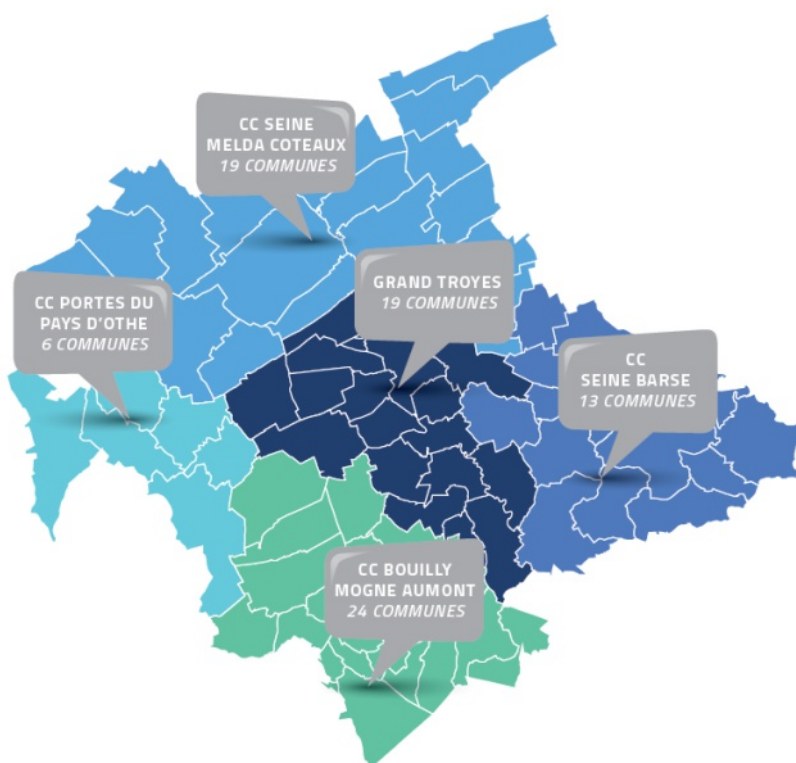 CC SEINE
MELDA COTEAUX
19 COMMUNES
GRAND TROYES
19 COMMUNES
CC PORTES DU
PAYS D'OTHE
6 COMMUNES
CC
SEINE BARSE
13 COMMUNES
CC BOUILLY
MOGNE AUMONT
24 COMMUNES